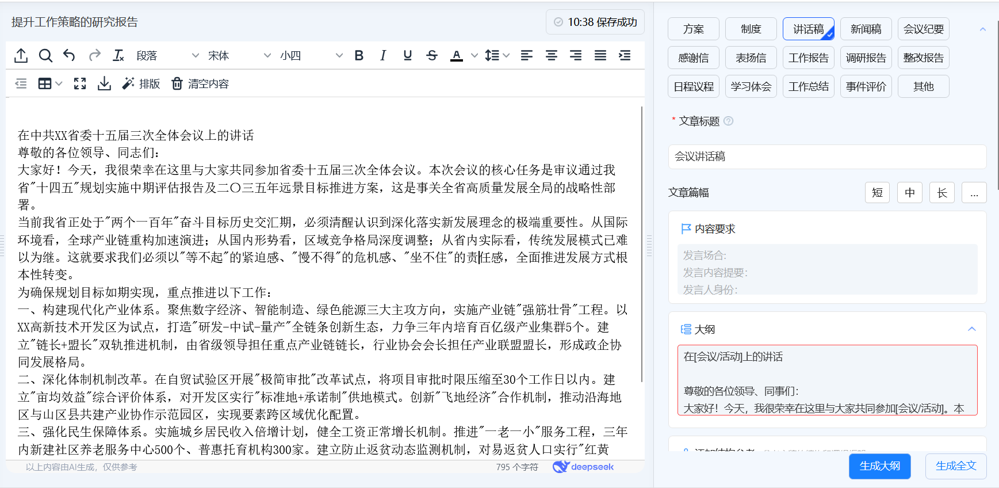 提升工作策略的研究报告
10:38 保存成功
段落 宋体 小四 B I U S A
排版 清空内容
在中共XX省委十五届三次全体会议上的讲话
尊敬的各位领导、同志们：
大家好！今天，我很荣幸在这里与大家共同参加省委十五届三次全体会议。本次会议的核心任务是审议通过我
省"十四五"规划实施中期评估报告及二〇三五年远景目标推进方案，这是事关全省高质量发展全局的战略性部
署。
当前我省正处于"两个一百年"奋斗目标历史交汇期，必须清醒认识到深化落实新发展理念的极端重要性。从国际
环境看，全球产业链重构加速演进；从国内形势看，区域竞争格局深度调整；从省内实际看，传统发展模式已难
以为继。这就要求我们必须以"等不起"的紧迫感、"慢不得"的危机感、"坐不住"的责任感，全面推进发展方式根
本性转变。
为确保规划目标如期实现，重点推进以下工作：
一、构建现代化产业体系。聚焦数字经济、智能制造、绿色能源三大主攻方向，实施产业链"强筋壮骨"工程。以
XX高新技术开发区为试点，打造"研发-中试-量产"全链条创新生态，力争三年内培育百亿级产业集群5个。建
立"链长+盟长"双轨推进机制，由省级领导担任重点产业链链长，行业协会会长担任产业联盟盟长，形成政企协
同发展格局。
二、深化体制机制改革。在自贸试验区开展"极简审批"改革试点，将项目审批时限压缩至30个工作日以内。建
立"亩均效益"综合评价体系，对开发区实行"标准地+承诺制"供地模式。创新"飞地经济"合作机制，推动沿海地
区与山区县共建产业协作示范园区，实现要素跨区域优化配置。
三、强化民生保障体系。实施城乡居民收入倍增计划，健全工资正常增长机制。推进"一老一小"服务工程，三年
内新建社区养老服务中心500个、普惠托育机构300家。建立防止返贫动态监测机制，对易返贫人口实行"红黄
以上内容由AI生成，仅供参考
795 个字符
deepseek
方案 制度 讲话稿 新闻稿 会议纪要
感谢信 表扬信 工作报告 调研报告 整改报告
日程议程 学习体会 工作总结 事件评价 其他
* 文章标题
会议讲话稿
文章篇幅 短 中 长 ...
内容要求
发言场合:
发言内容提要:
发言人身份:
大纲
在[会议/活动]上的讲话
尊敬的各位领导、同事们：
大家好！今天，我很荣幸在这里与大家共同参加[会议/活动]。本
生成大纲 生成全文